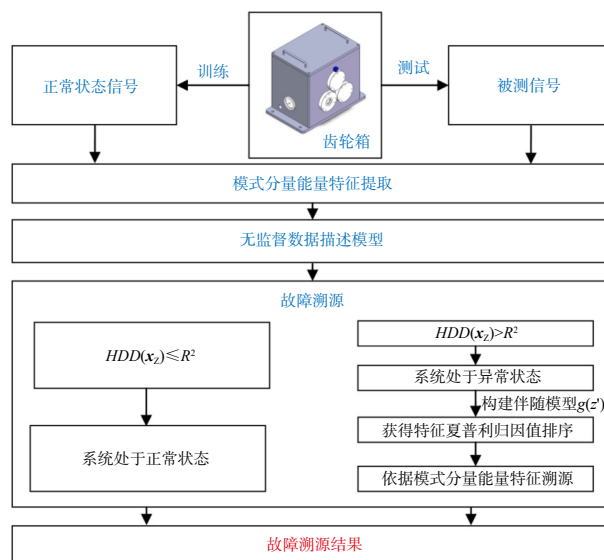 正常状态信号
训练
齿轮箱
测试
被测信号
模式分量能量特征提取
无监督数据描述模型
故障溯源
HDD(x_Z)≤R²
系统处于正常状态
HDD(x_Z)>R²
系统处于异常状态
构建伴随模型g(z')
获得特征夏普利归因值排序
依据模式分量能量特征溯源
故障溯源结果